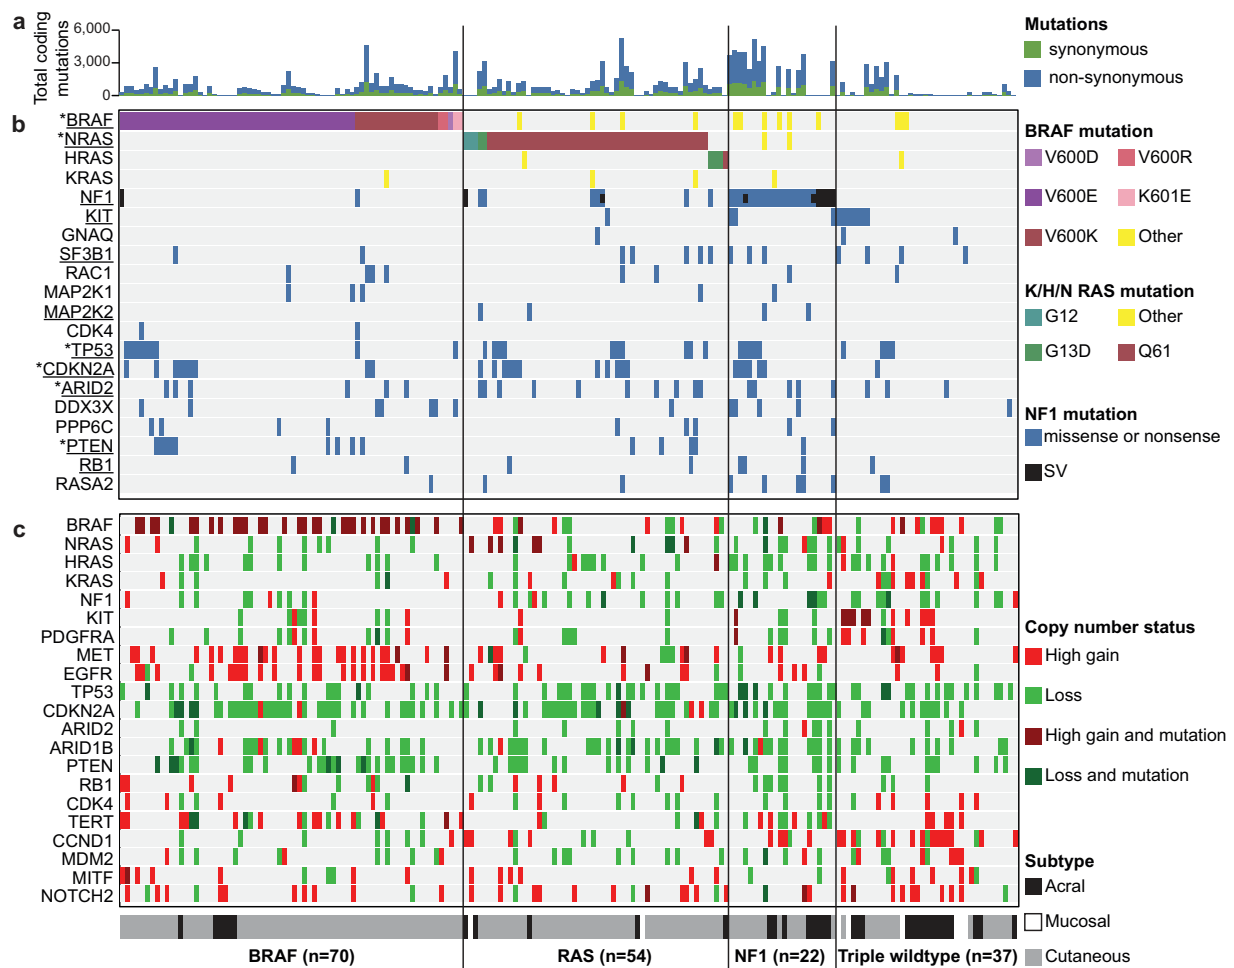 a
Total coding
mutations
6,000
3,000
0
Mutations
synonymous
non-synonymous
b
*BRAF
*NRAS
HRAS
KRAS
NF1
KIT
GNAQ
SF3B1
RAC1
MAP2K1
MAP2K2
CDK4
*TP53
*CDKN2A
*ARID2
DDX3X
PPP6C
*PTEN
RB1
RASA2
BRAF mutation
V600D
V600R
V600E
K601E
V600K
Other
K/H/N RAS mutation
G12
Other
G13D
Q61
NF1 mutation
missense or nonsense
SV
c
BRAF
NRAS
HRAS
KRAS
NF1
KIT
PDGFRA
MET
EGFR
TP53
CDKN2A
ARID2
ARID1B
PTEN
RB1
CDK4
TERT
CCND1
MDM2
MITF
NOTCH2
Copy number status
High gain
Loss
High gain and mutation
Loss and mutation
Subtype
Acral
Mucosal
Cutaneous
BRAF (n=70)
RAS (n=54)
NF1 (n=22)
Triple wildtype (n=37)